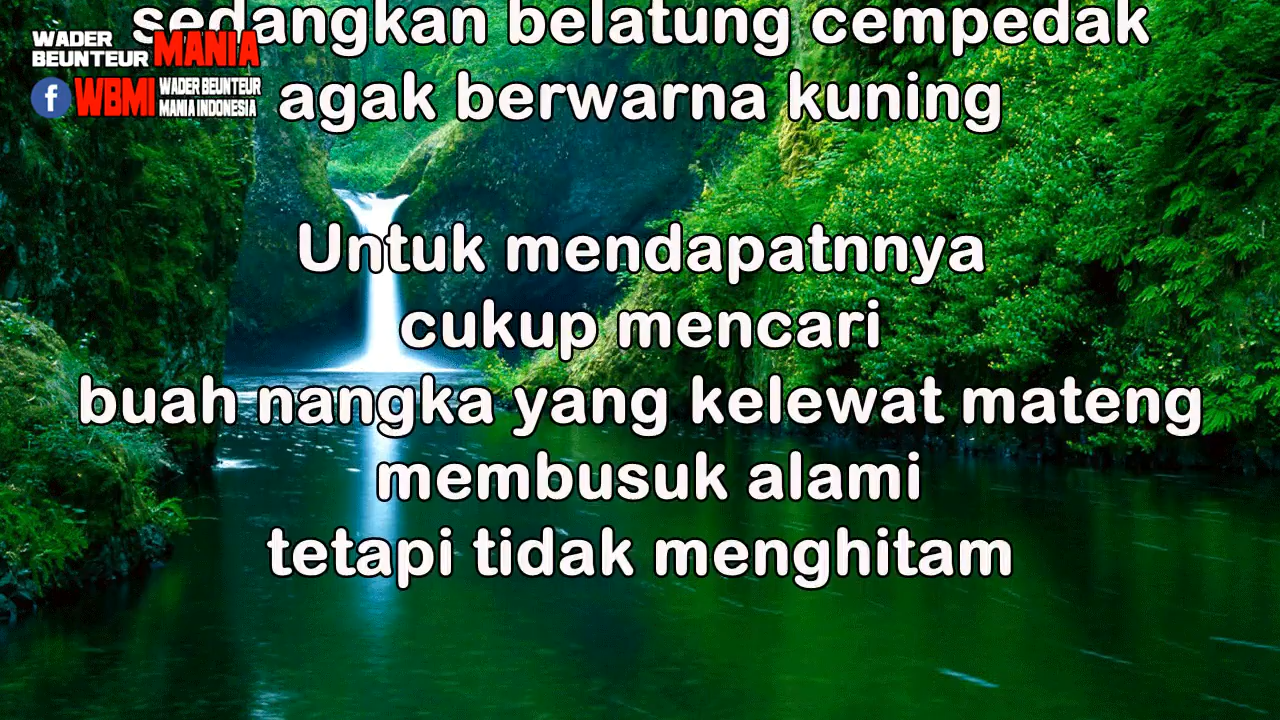 sedangkan belatung cempedak
WADER
BEUNTEUR MANIA
f WBMI WADER BEUNTEUR
MANIA INDONESIA
agak berwarna kuning
Untuk mendapatnnya
cukup mencari
buah nangka yang kelewat mateng
membusuk alami
tetapi tidak menghitam